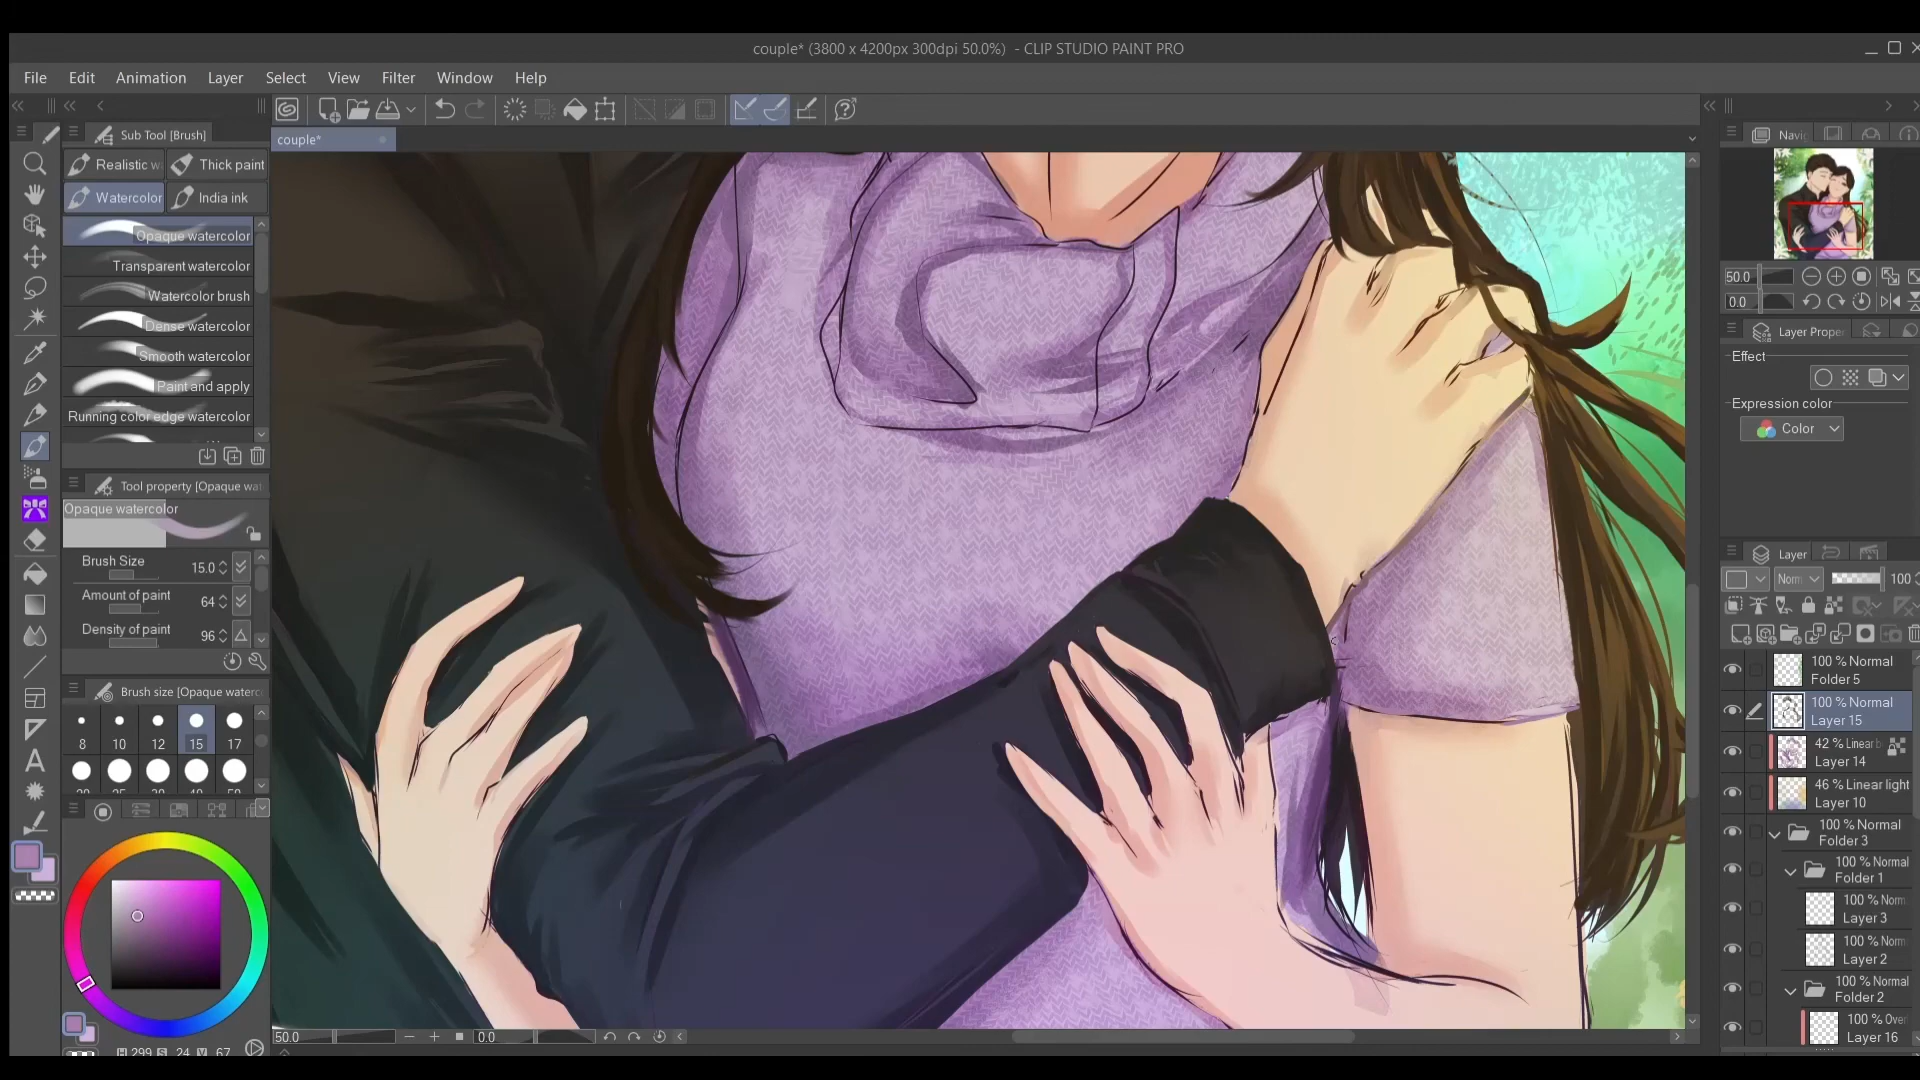 couple* (3800 x 4200px 300dpi 50.0%) - CLIP STUDIO PAINT PRO
File Edit Animation Layer Select View Filter Window Help
Sub Tool [Brush]
Realistic w
Thick paint
Watercolor
India ink
Opaque watercolor
Transparent watercolor
Watercolor brush
Dense watercolor
Smooth watercolor
Paint and apply
Running color edge watercolor
Tool property [Opaque wat
Opaque watercolor
Brush Size 15.0
Amount of paint 64
Density of paint 96
Brush size [Opaque waterc
8 10 12 15 17
H 299 S 24 V 67
couple*
50.0
0.0
Navic
50.0
0.0
Layer Prope
Effect
Expression color
Color
Layer
Norm
100
100 % Normal
Folder 5
100 % Normal
Layer 15
42 % Linear b
Layer 14
46 % Linear light
Layer 10
100 % Normal
Folder 3
100 % Normal
Folder 1
100 % Norm
Layer 3
100 % Norm
Layer 2
100 % Normal
Folder 2
100 % Over
Layer 16